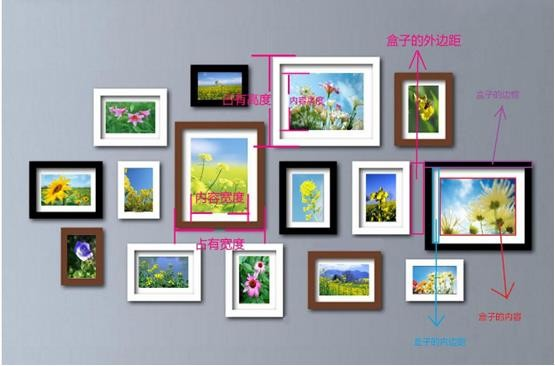 盒子的外边距
盒子的边框
占有高度
内容高度
内容宽度
占有宽度
盒子的内容
盒子的内边距